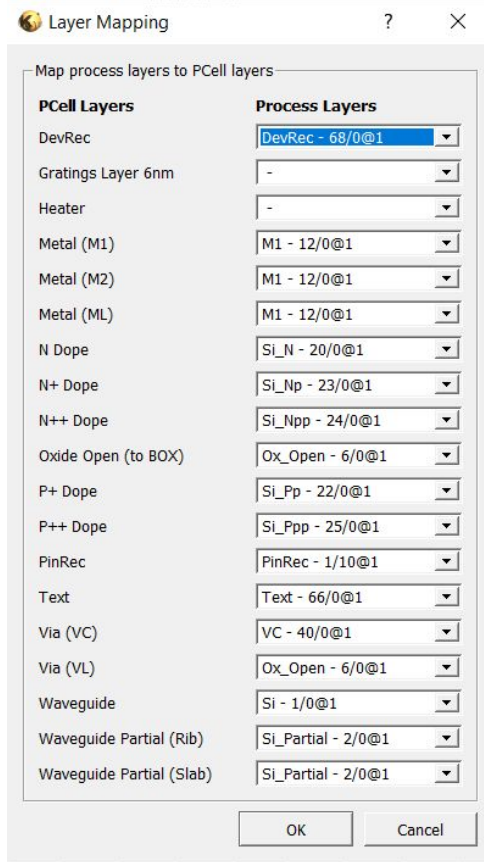 Layer Mapping ?
Map process layers to PCell layers
PCell Layers Process Layers
DevRec DevRec - 68/0@1
Gratings Layer 6nm -
Heater -
Metal (M1) M1 - 12/0@1
Metal (M2) M1 - 12/0@1
Metal (ML) M1 - 12/0@1
N Dope Si_N - 20/0@1
N+ Dope Si_Np - 23/0@1
N++ Dope Si_Npp - 24/0@1
Oxide Open (to BOX) Ox_Open - 6/0@1
P+ Dope Si_Pp - 22/0@1
P++ Dope Si_Ppp - 25/0@1
PinRec PinRec - 1/10@1
Text Text - 66/0@1
Via (VC) VC - 40/0@1
Via (VL) Ox_Open - 6/0@1
Waveguide Si - 1/0@1
Waveguide Partial (Rib) Si_Partial - 2/0@1
Waveguide Partial (Slab) Si_Partial - 2/0@1
OK Cancel